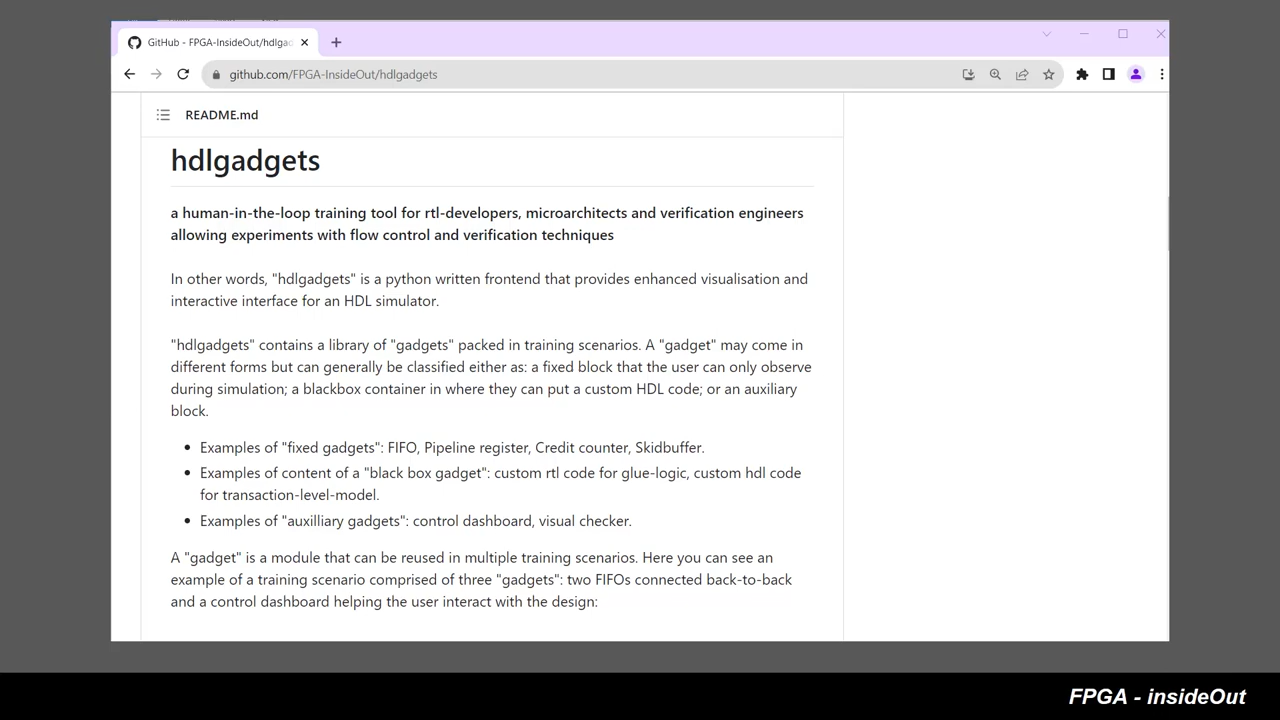 GitHub - FPGA-InsideOut/hdlgad
github.com/FPGA-InsideOut/hdlgadgets
README.md
hdlgadgets
a human-in-the-loop training tool for rtl-developers, microarchitects and verification engineers
allowing experiments with flow control and verification techniques
In other words, "hdlgadgets" is a python written frontend that provides enhanced visualisation and
interactive interface for an HDL simulator.
"hdlgadgets" contains a library of "gadgets" packed in training scenarios. A "gadget" may come in
different forms but can generally be classified either as: a fixed block that the user can only observe
during simulation; a blackbox container in where they can put a custom HDL code; or an auxiliary
block.
• Examples of "fixed gadgets": FIFO, Pipeline register, Credit counter, Skidbuffer.
• Examples of content of a "black box gadget": custom rtl code for glue-logic, custom hdl code
for transaction-level-model.
• Examples of "auxilliary gadgets": control dashboard, visual checker.
A "gadget" is a module that can be reused in multiple training scenarios. Here you can see an
example of a training scenario comprised of three "gadgets": two FIFOs connected back-to-back
and a control dashboard helping the user interact with the design:
FPGA - insideOut